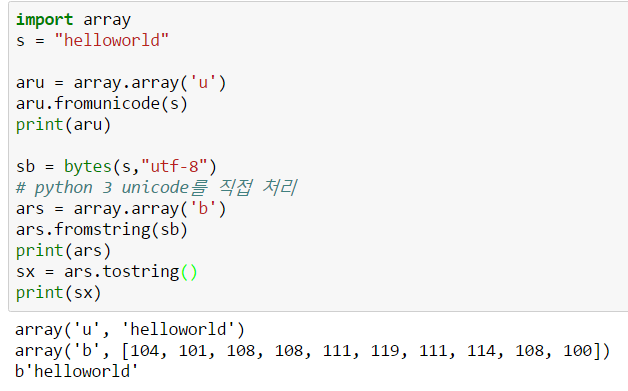 import array
s = "helloworld"
aru = array.array('u')
aru.fromunicode(s)
print(aru)
sb = bytes(s,"utf-8")
# python 3 unicode를 직접 처리
ars = array.array('b')
ars.fromstring(sb)
print(ars)
sx = ars.tostring()
print(sx)
array('u', 'helloworld')
array('b', [104, 101, 108, 108, 111, 119, 111, 114, 108, 100])
b'helloworld'